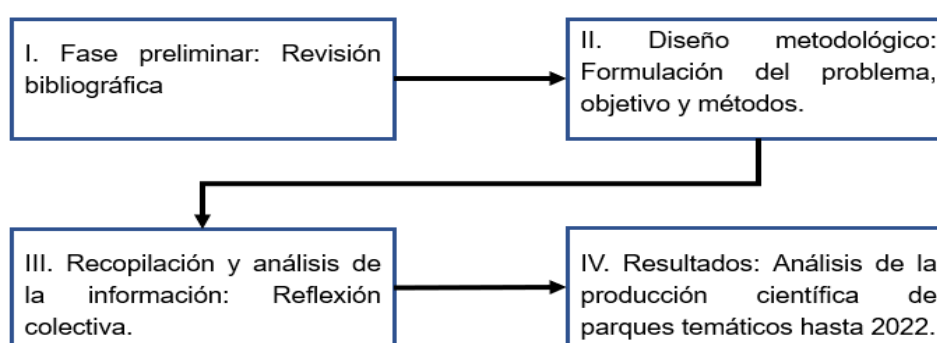 I. Fase preliminar: Revisión
bibliográfica
II. Diseño metodológico:
Formulación del problema,
objetivo y métodos.
III. Recopilación y análisis de
la información: Reflexión
colectiva.
IV. Resultados: Análisis de la
producción científica de
parques temáticos hasta 2022.